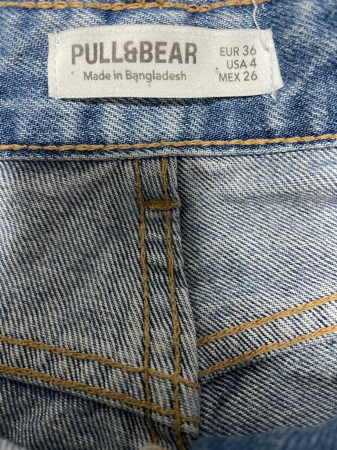 PULL&BEAR
Made in Bangladesh
EUR 36
USA 4
MEX 26